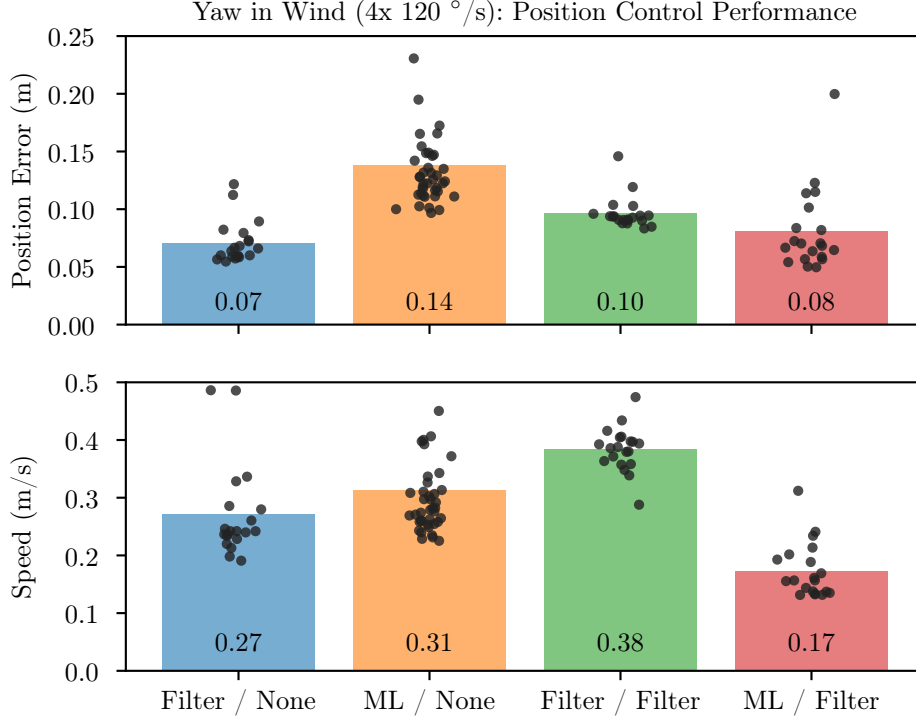 Yaw in Wind (4x 120 °/s): Position Control Performance
Position Error (m)
0.25
0.20
0.15
0.10
0.05
0.00
0.07
0.14
0.10
0.08
Speed (m/s)
0.5
0.4
0.3
0.2
0.1
0.0
0.27
0.31
0.38
0.17
Filter / None
ML / None
Filter / Filter
ML / Filter